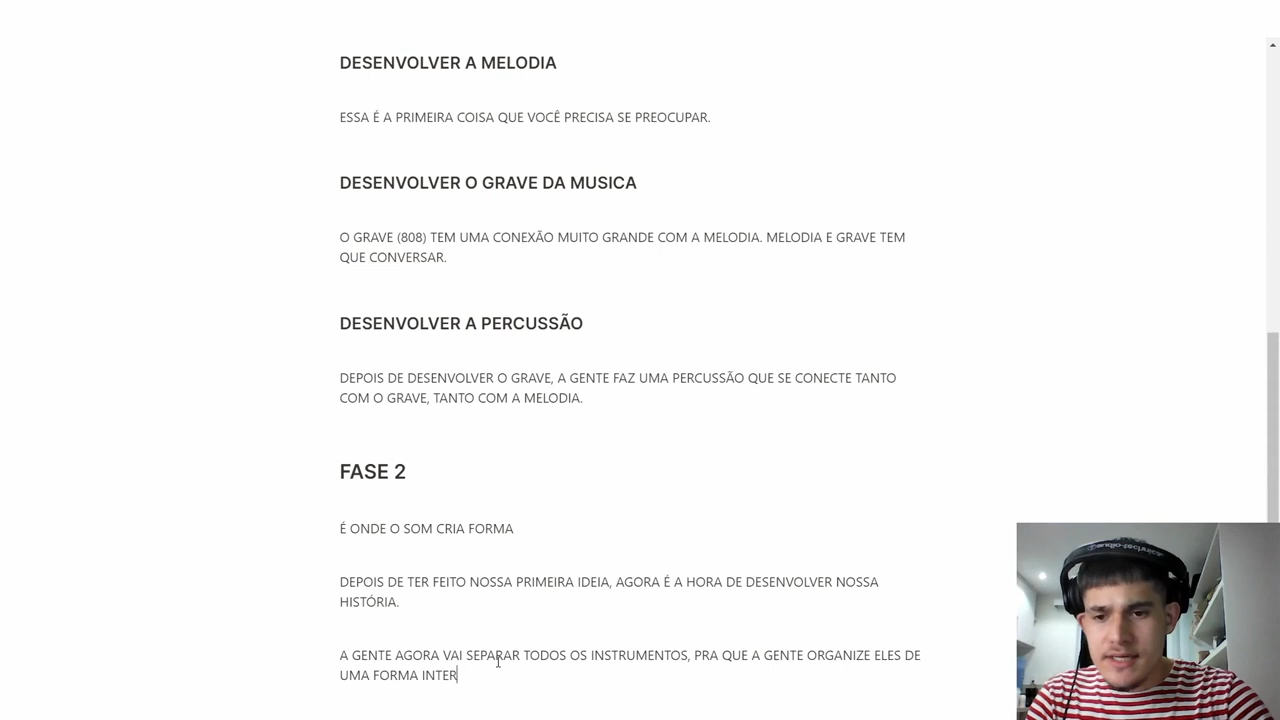 DESENVOLVER A MELODIA
ESSA É A PRIMEIRA COISA QUE VOCÊ PRECISA SE PREOCUPAR.
DESENVOLVER O GRAVE DA MUSICA
O GRAVE (808) TEM UMA CONEXÃO MUITO GRANDE COM A MELODIA. MELODIA E GRAVE TEM
QUE CONVERSAR.
DESENVOLVER A PERCUSSÃO
DEPOIS DE DESENVOLVER O GRAVE, A GENTE FAZ UMA PERCUSSÃO QUE SE CONECTE TANTO
COM O GRAVE, TANTO COM A MELODIA.
FASE 2
É ONDE O SOM CRIA FORMA
DEPOIS DE TER FEITO NOSSA PRIMEIRA IDEIA, AGORA É A HORA DE DESENVOLVER NOSSA
HISTÓRIA.
A GENTE AGORA VAI SEPARAR TODOS OS INSTRUMENTOS, PRA QUE A GENTE ORGANIZE ELES DE
UMA FORMA INTER
audio-technica